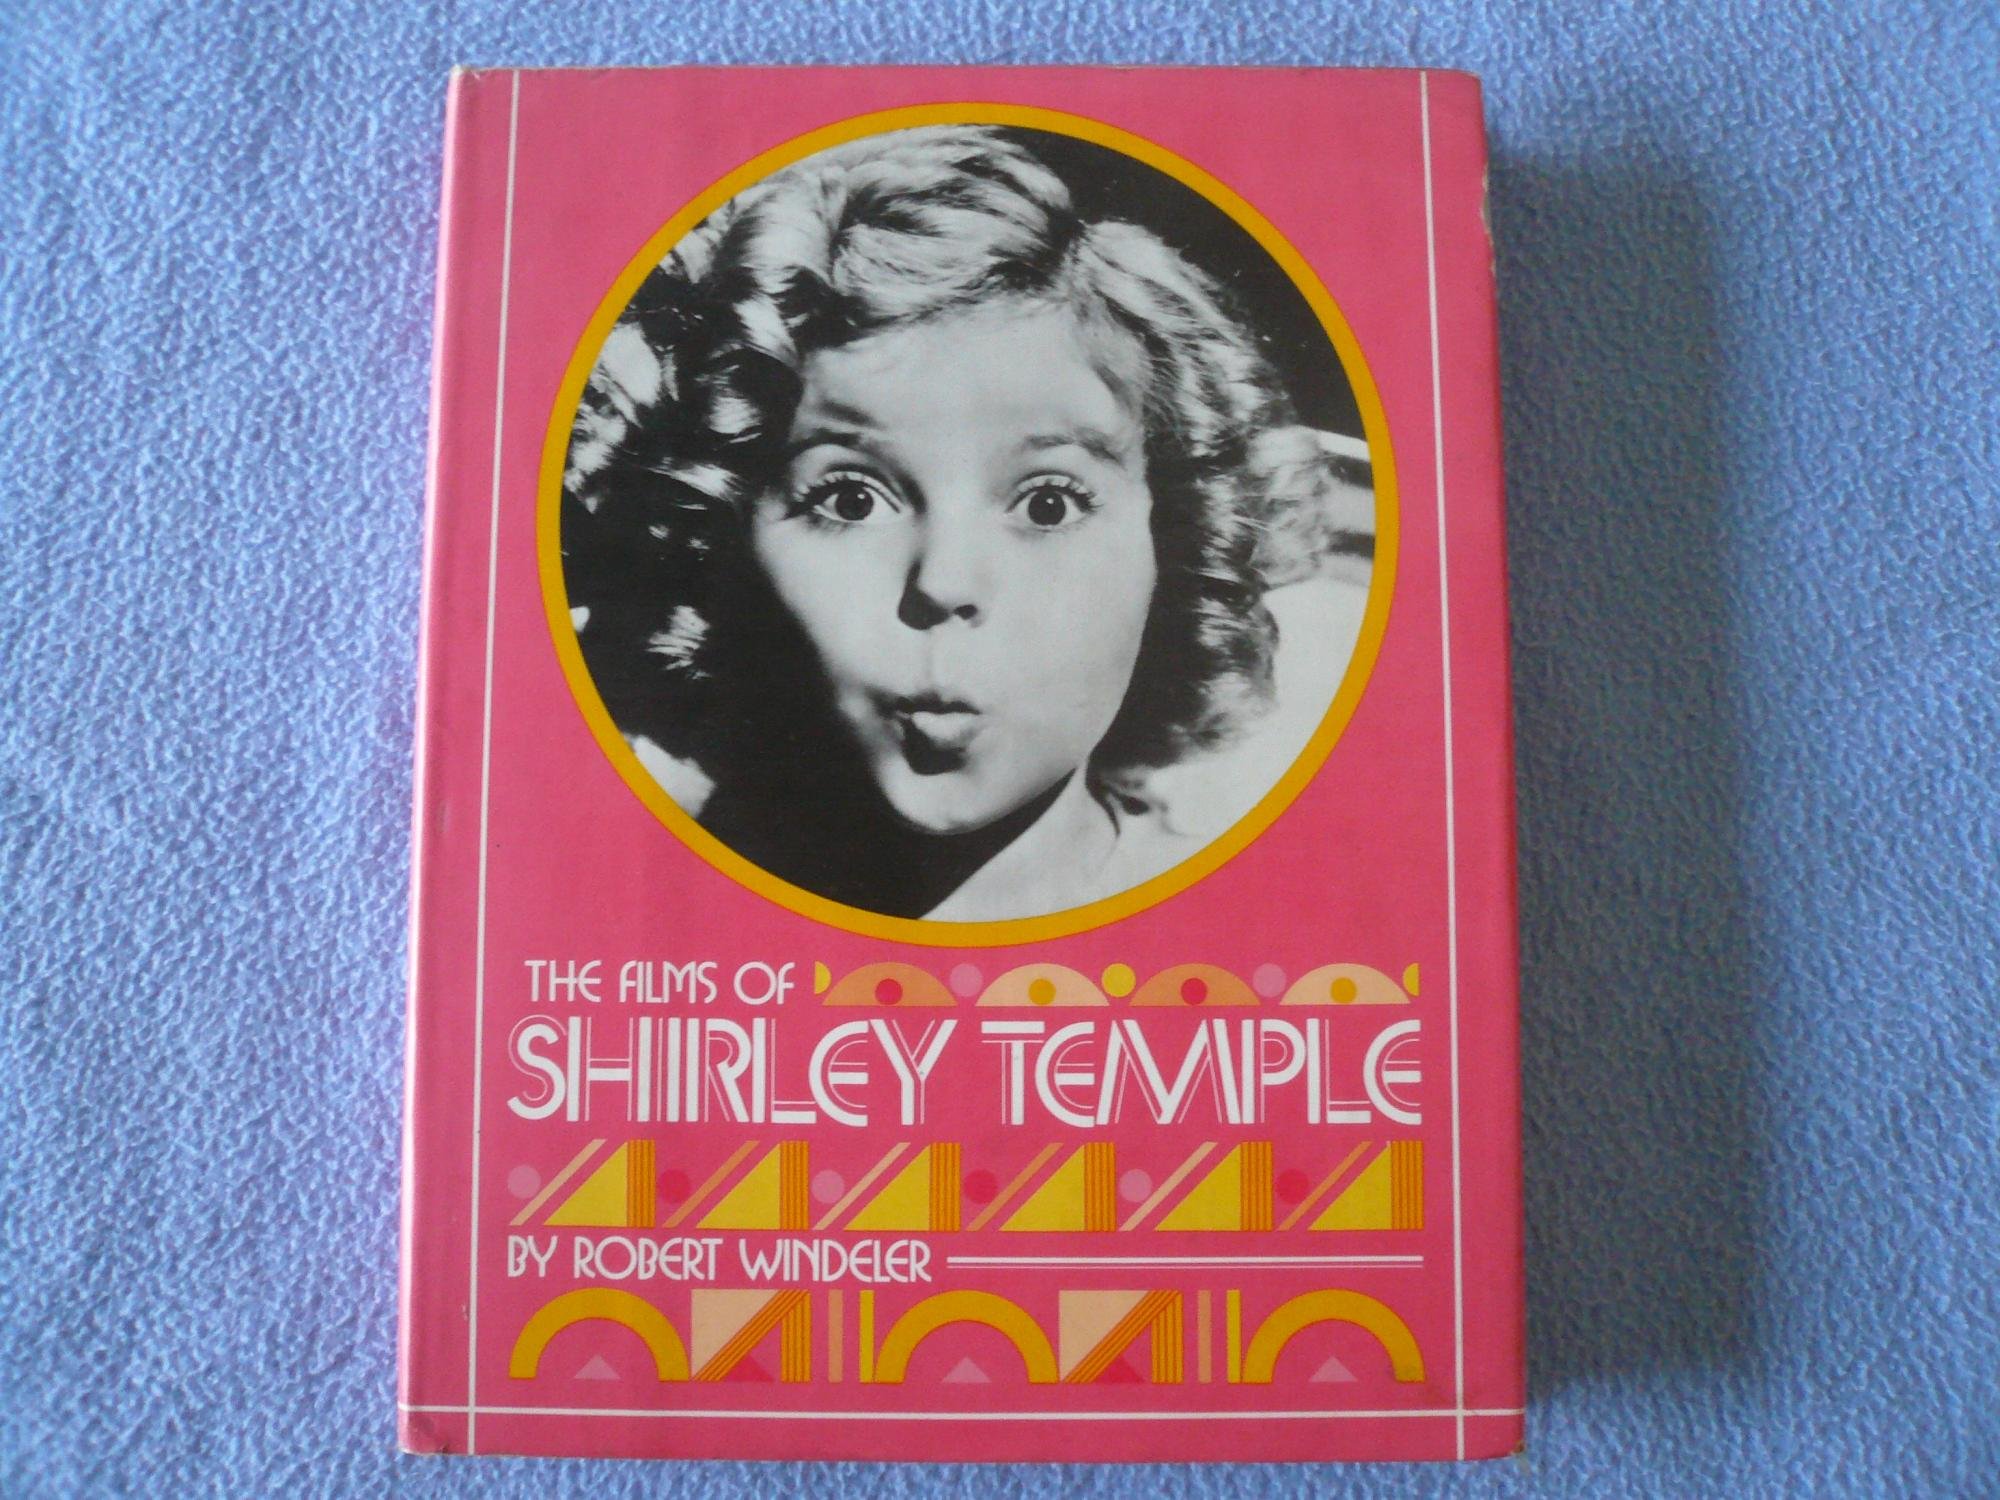 THE FILMS OF
SHIRLEY TEMPLE
BY ROBERT WINDELER